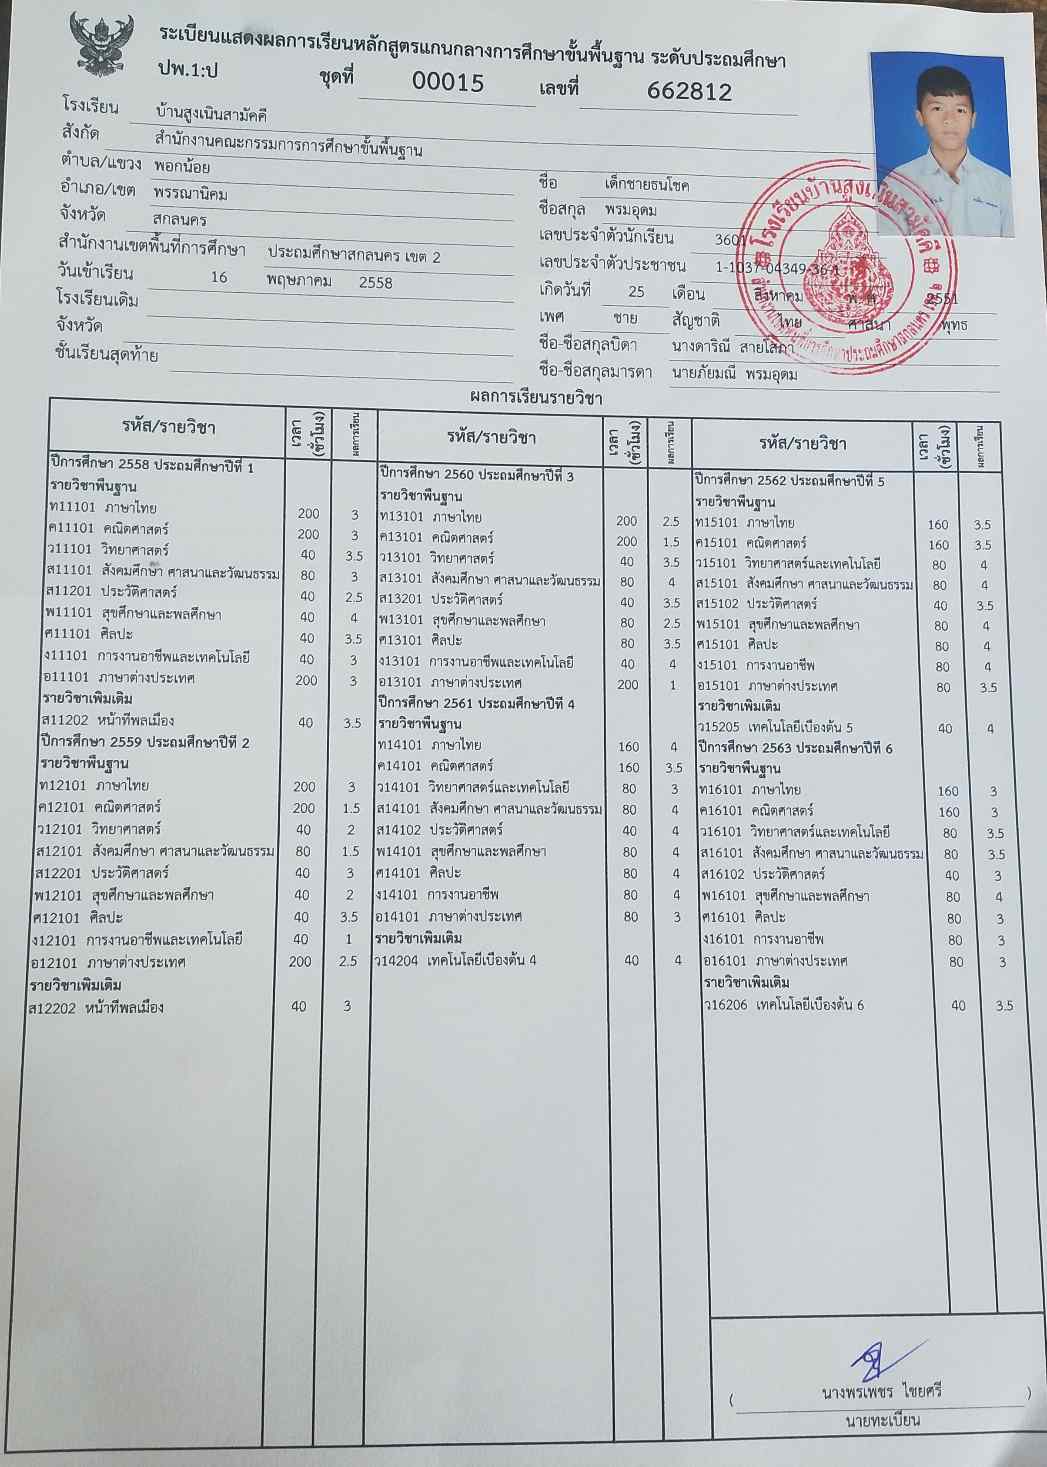 ระเบียนแสดงผลการเรียนหลักสูตรแกนกลางการศึกษาขั้นพื้นฐาน ระดับประถมศึกษา
ปพ.1:ป ชุดที่ 00015 เลขที่ 662812
โรงเรียน บ้านสูงเนินสามัคคี
สังกัด สำนักงานคณะกรรมการการศึกษาขั้นพื้นฐาน
ตำบล/แขวง พอกน้อย
อำเภอ/เขต พรรณานิคม
จังหวัด สกลนคร
สำนักงานเขตพื้นที่การศึกษา ประถมศึกษาสกลนคร เขต 2
วันเข้าเรียน 16 พฤษภาคม 2558
โรงเรียนเดิม
จังหวัด
ชั้นเรียนสุดท้าย
ชื่อ เด็กชายธนโชค
ชื่อสกุล พรมอุดม
เลขประจำตัวนักเรียน 3601
เลขประจำตัวประชาชน 1-1037-04349-36-1
เกิดวันที่ 25 เดือน สิงหาคม พ.ศ. 2551
เพศ ชาย สัญชาติ ไทย ศาสนา พุทธ
ชื่อ-ชื่อสกุลบิดา นางดาริณี สายโสภา
ชื่อ-ชื่อสกุลมารดา นายภัยมณี พรมอุดม
โรงเรียนบ้านสูงเนินสามัคคี
ผลการเรียนรายวิชา
รหัส/รายวิชา เวลา (ชั่วโมง) ผลการเรียน
ปีการศึกษา 2558 ประถมศึกษาปีที่ 1
รายวิชาพื้นฐาน
ท11101 ภาษาไทย 200 3
ค11101 คณิตศาสตร์ 200 3
ว11101 วิทยาศาสตร์ 40 3.5
ส11101 สังคมศึกษา ศาสนาและวัฒนธรรม 80 3
ส11201 ประวัติศาสตร์ 40 2.5
พ11101 สุขศึกษาและพลศึกษา 40 4
ศ11101 ศิลปะ 40 3.5
ง11101 การงานอาชีพและเทคโนโลยี 40 3
อ11101 ภาษาต่างประเทศ 200 3
รายวิชาเพิ่มเติม
ส11202 หน้าที่พลเมือง 40 3.5
ปีการศึกษา 2559 ประถมศึกษาปีที่ 2
รายวิชาพื้นฐาน
ท12101 ภาษาไทย 200 3
ค12101 คณิตศาสตร์ 200 1.5
ว12101 วิทยาศาสตร์ 40 2
ส12101 สังคมศึกษา ศาสนาและวัฒนธรรม 80 1.5
ส12201 ประวัติศาสตร์ 40 3
พ12101 สุขศึกษาและพลศึกษา 40 2
ศ12101 ศิลปะ 40 3.5
ง12101 การงานอาชีพและเทคโนโลยี 40 1
อ12101 ภาษาต่างประเทศ 200 2.5
รายวิชาเพิ่มเติม
ส12202 หน้าที่พลเมือง 40 3
รหัส/รายวิชา เวลา (ชั่วโมง) ผลการเรียน
ปีการศึกษา 2560 ประถมศึกษาปีที่ 3
รายวิชาพื้นฐาน
ท13101 ภาษาไทย 200 2.5
ค13101 คณิตศาสตร์ 200 1.5
ว13101 วิทยาศาสตร์ 40 3.5
ส13101 สังคมศึกษา ศาสนาและวัฒนธรรม 80 4
ส13201 ประวัติศาสตร์ 40 3.5
พ13101 สุขศึกษาและพลศึกษา 80 2.5
ศ13101 ศิลปะ 80 3.5
ง13101 การงานอาชีพและเทคโนโลยี 40 4
อ13101 ภาษาต่างประเทศ 200 1
ปีการศึกษา 2561 ประถมศึกษาปีที่ 4
รายวิชาพื้นฐาน
ท14101 ภาษาไทย 160 4
ค14101 คณิตศาสตร์ 160 3.5
ว14101 วิทยาศาสตร์และเทคโนโลยี 80 3
ส14101 สังคมศึกษา ศาสนาและวัฒนธรรม 80 4
ส14102 ประวัติศาสตร์ 40 4
พ14101 สุขศึกษาและพลศึกษา 80 4
ศ14101 ศิลปะ 80 4
ง14101 การงานอาชีพ 80 4
อ14101 ภาษาต่างประเทศ 80 3
รายวิชาเพิ่มเติม
ว14204 เทคโนโลยีเบื้องต้น 4 40 4
รหัส/รายวิชา เวลา (ชั่วโมง) ผลการเรียน
ปีการศึกษา 2562 ประถมศึกษาปีที่ 5
รายวิชาพื้นฐาน
ท15101 ภาษาไทย 160 3.5
ค15101 คณิตศาสตร์ 160 3.5
ว15101 วิทยาศาสตร์และเทคโนโลยี 80 4
ส15101 สังคมศึกษา ศาสนาและวัฒนธรรม 80 4
ส15102 ประวัติศาสตร์ 40 3.5
พ15101 สุขศึกษาและพลศึกษา 80 4
ศ15101 ศิลปะ 80 4
ง15101 การงานอาชีพ 80 4
อ15101 ภาษาต่างประเทศ 80 3.5
รายวิชาเพิ่มเติม
ว15205 เทคโนโลยีเบื้องต้น 5 40 4
ปีการศึกษา 2563 ประถมศึกษาปีที่ 6
รายวิชาพื้นฐาน
ท16101 ภาษาไทย 160 3
ค16101 คณิตศาสตร์ 160 3
ว16101 วิทยาศาสตร์และเทคโนโลยี 80 3.5
ส16101 สังคมศึกษา ศาสนาและวัฒนธรรม 80 3.5
ส16102 ประวัติศาสตร์ 40 3
พ16101 สุขศึกษาและพลศึกษา 80 4
ศ16101 ศิลปะ 80 3
ง16101 การงานอาชีพ 80 3
อ16101 ภาษาต่างประเทศ 80 3
รายวิชาเพิ่มเติม
ว16206 เทคโนโลยีเบื้องต้น 6 40 3.5
( นางพรเพชร ไชยศรี )
นายทะเบียน